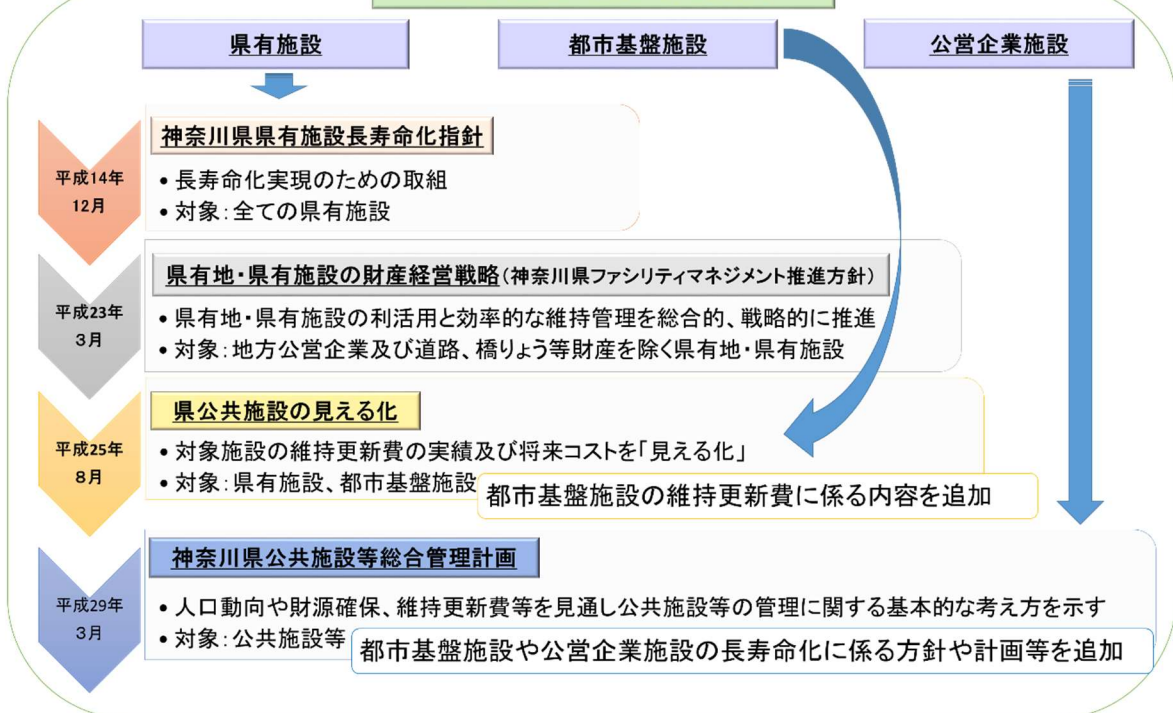 県有施設
都市基盤施設
公営企業施設
平成14年
12月
神奈川県県有施設長寿命化指針
• 長寿命化実現のための取組
• 対象：全ての県有施設
平成23年
3月
県有地・県有施設の財産経営戦略(神奈川県ファシリティマネジメント推進方針)
• 県有地・県有施設の利活用と効率的な維持管理を総合的、戦略的に推進
• 対象：地方公営企業及び道路、橋りょう等財産を除く県有地・県有施設
平成25年
8月
県公共施設の見える化
• 対象施設の維持更新費の実績及び将来コストを「見える化」
• 対象：県有施設、都市基盤施設
都市基盤施設の維持更新費に係る内容を追加
平成29年
3月
神奈川県公共施設等総合管理計画
• 人口動向や財源確保、維持更新費等を見通し公共施設等の管理に関する基本的な考え方を示す
• 対象：公共施設等
都市基盤施設や公営企業施設の長寿命化に係る方針や計画等を追加